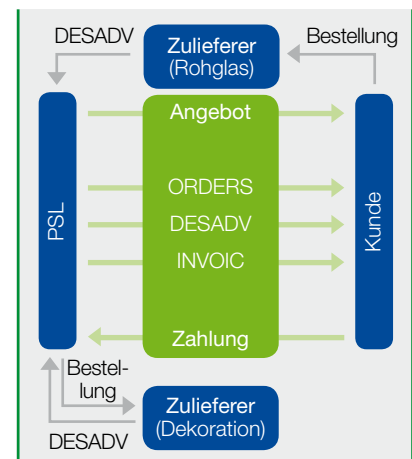 DESADV
Zulieferer
(Rohglas)
Bestellung
PSL
Angebot
ORDERS
DESADV
INVOIC
Zahlung
Kunde
Bestel-
lung
DESADV
Zulieferer
(Dekoration)